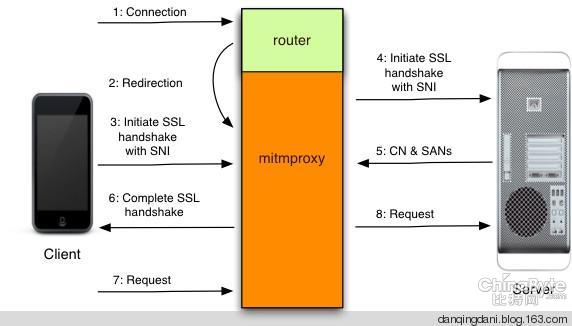 1: Connection
router
2: Redirection
4: Initiate SSL
handshake
with SNI
3: Initiate SSL
handshake
with SNI
mitmproxy
5: CN & SANs
6: Complete SSL
handshake
8: Request
Client
7: Request
Server
ChinaByte
比特网
danqingdani.blog.163.com